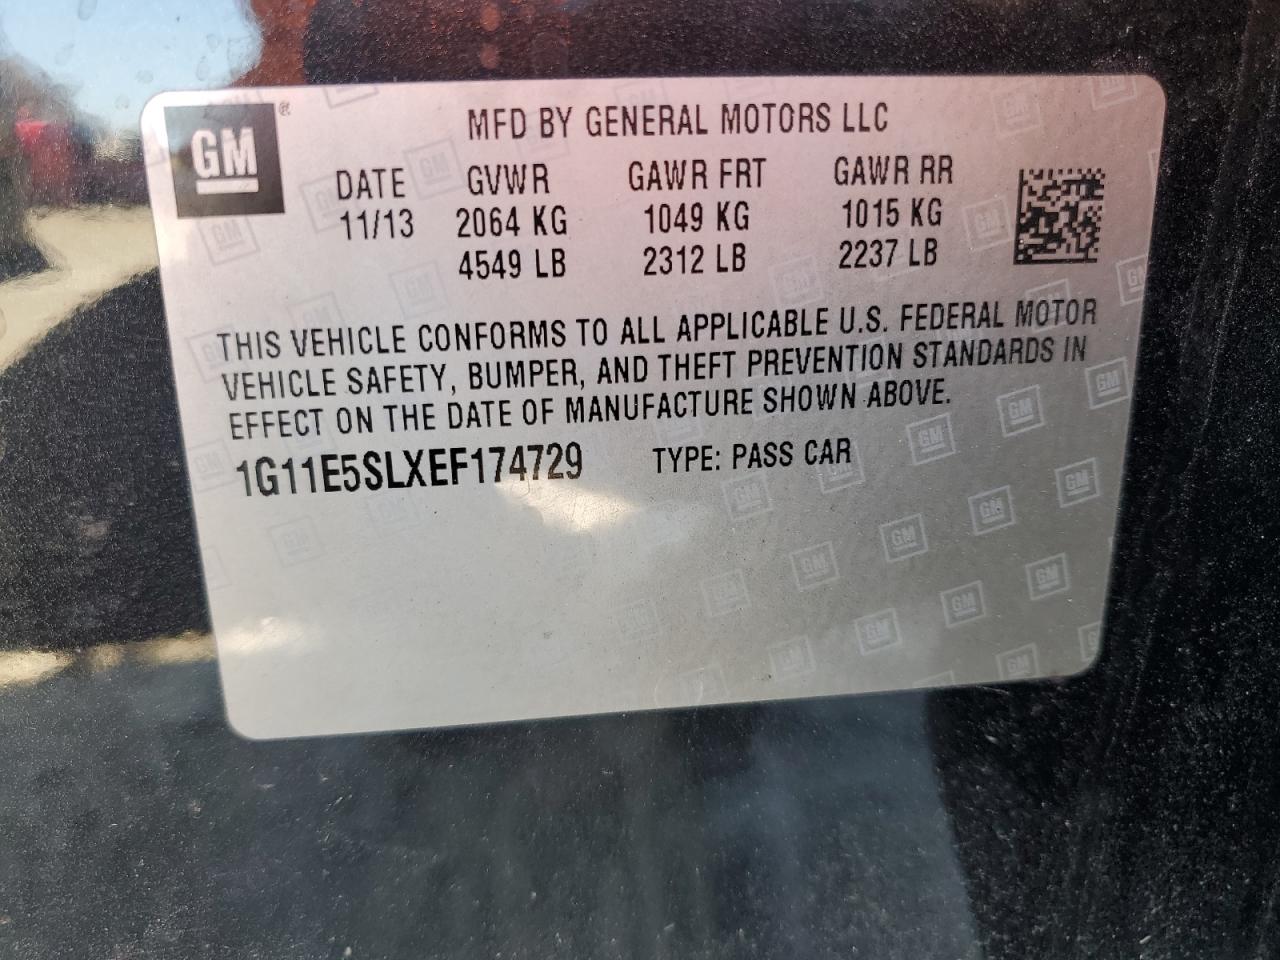 GM®
MFD BY GENERAL MOTORS LLC
DATE GVWR GAWR FRT GAWR RR
11/13 2064 KG 1049 KG 1015 KG
4549 LB 2312 LB 2237 LB
THIS VEHICLE CONFORMS TO ALL APPLICABLE U.S. FEDERAL MOTOR
VEHICLE SAFETY, BUMPER, AND THEFT PREVENTION STANDARDS IN
EFFECT ON THE DATE OF MANUFACTURE SHOWN ABOVE.
1G11E5SLXEF174729 TYPE: PASS CAR